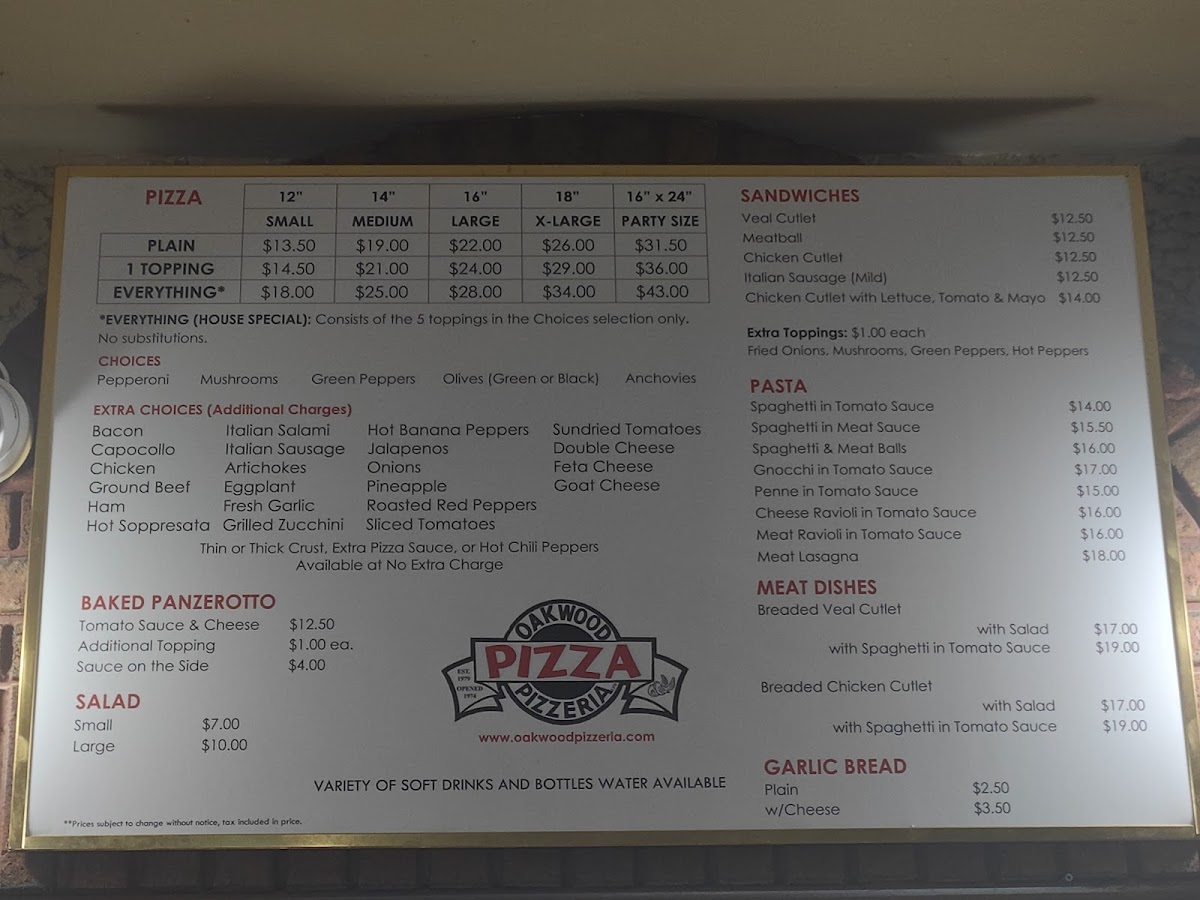 PIZZA 12" 14" 16" 18" 16" x 24"
SMALL MEDIUM LARGE X-LARGE PARTY SIZE
PLAIN $13.50 $19.00 $22.00 $26.00 $31.50
1 TOPPING $14.50 $21.00 $24.00 $29.00 $36.00
EVERYTHING* $18.00 $25.00 $28.00 $34.00 $43.00
*EVERYTHING (HOUSE SPECIAL): Consists of the 5 toppings in the Choices selection only.
No substitutions.
CHOICES
Pepperoni Mushrooms Green Peppers Olives (Green or Black) Anchovies
EXTRA CHOICES (Additional Charges)
Bacon Italian Salami Hot Banana Peppers Sundried Tomatoes
Capocollo Italian Sausage Jalapenos Double Cheese
Chicken Artichokes Onions Feta Cheese
Ground Beef Eggplant Pineapple Goat Cheese
Ham Fresh Garlic Roasted Red Peppers
Hot Soppresata Grilled Zucchini Sliced Tomatoes
Thin or Thick Crust, Extra Pizza Sauce, or Hot Chili Peppers
Available at No Extra Charge
BAKED PANZEROTTO
Tomato Sauce & Cheese $12.50
Additional Topping $1.00 ea.
Sauce on the Side $4.00
SALAD
Small $7.00
Large $10.00
OAKWOOD
PIZZA
PIZZERIA
EST.
1979
OPENED
1974
www.oakwoodpizzeria.com
VARIETY OF SOFT DRINKS AND BOTTLES WATER AVAILABLE
**Prices subject to change without notice, tax included in price.
SANDWICHES
Veal Cutlet $12.50
Meatball $12.50
Chicken Cutlet $12.50
Italian Sausage (Mild) $12.50
Chicken Cutlet with Lettuce, Tomato & Mayo $14.00
Extra Toppings: $1.00 each
Fried Onions, Mushrooms, Green Peppers, Hot Peppers
PASTA
Spaghetti in Tomato Sauce $14.00
Spaghetti in Meat Sauce $15.50
Spaghetti & Meat Balls $16.00
Gnocchi in Tomato Sauce $17.00
Penne in Tomato Sauce $15.00
Cheese Ravioli in Tomato Sauce $16.00
Meat Ravioli in Tomato Sauce $16.00
Meat Lasagna $18.00
MEAT DISHES
Breaded Veal Cutlet
with Salad $17.00
with Spaghetti in Tomato Sauce $19.00
Breaded Chicken Cutlet
with Salad $17.00
with Spaghetti in Tomato Sauce $19.00
GARLIC BREAD
Plain $2.50
w/Cheese $3.50